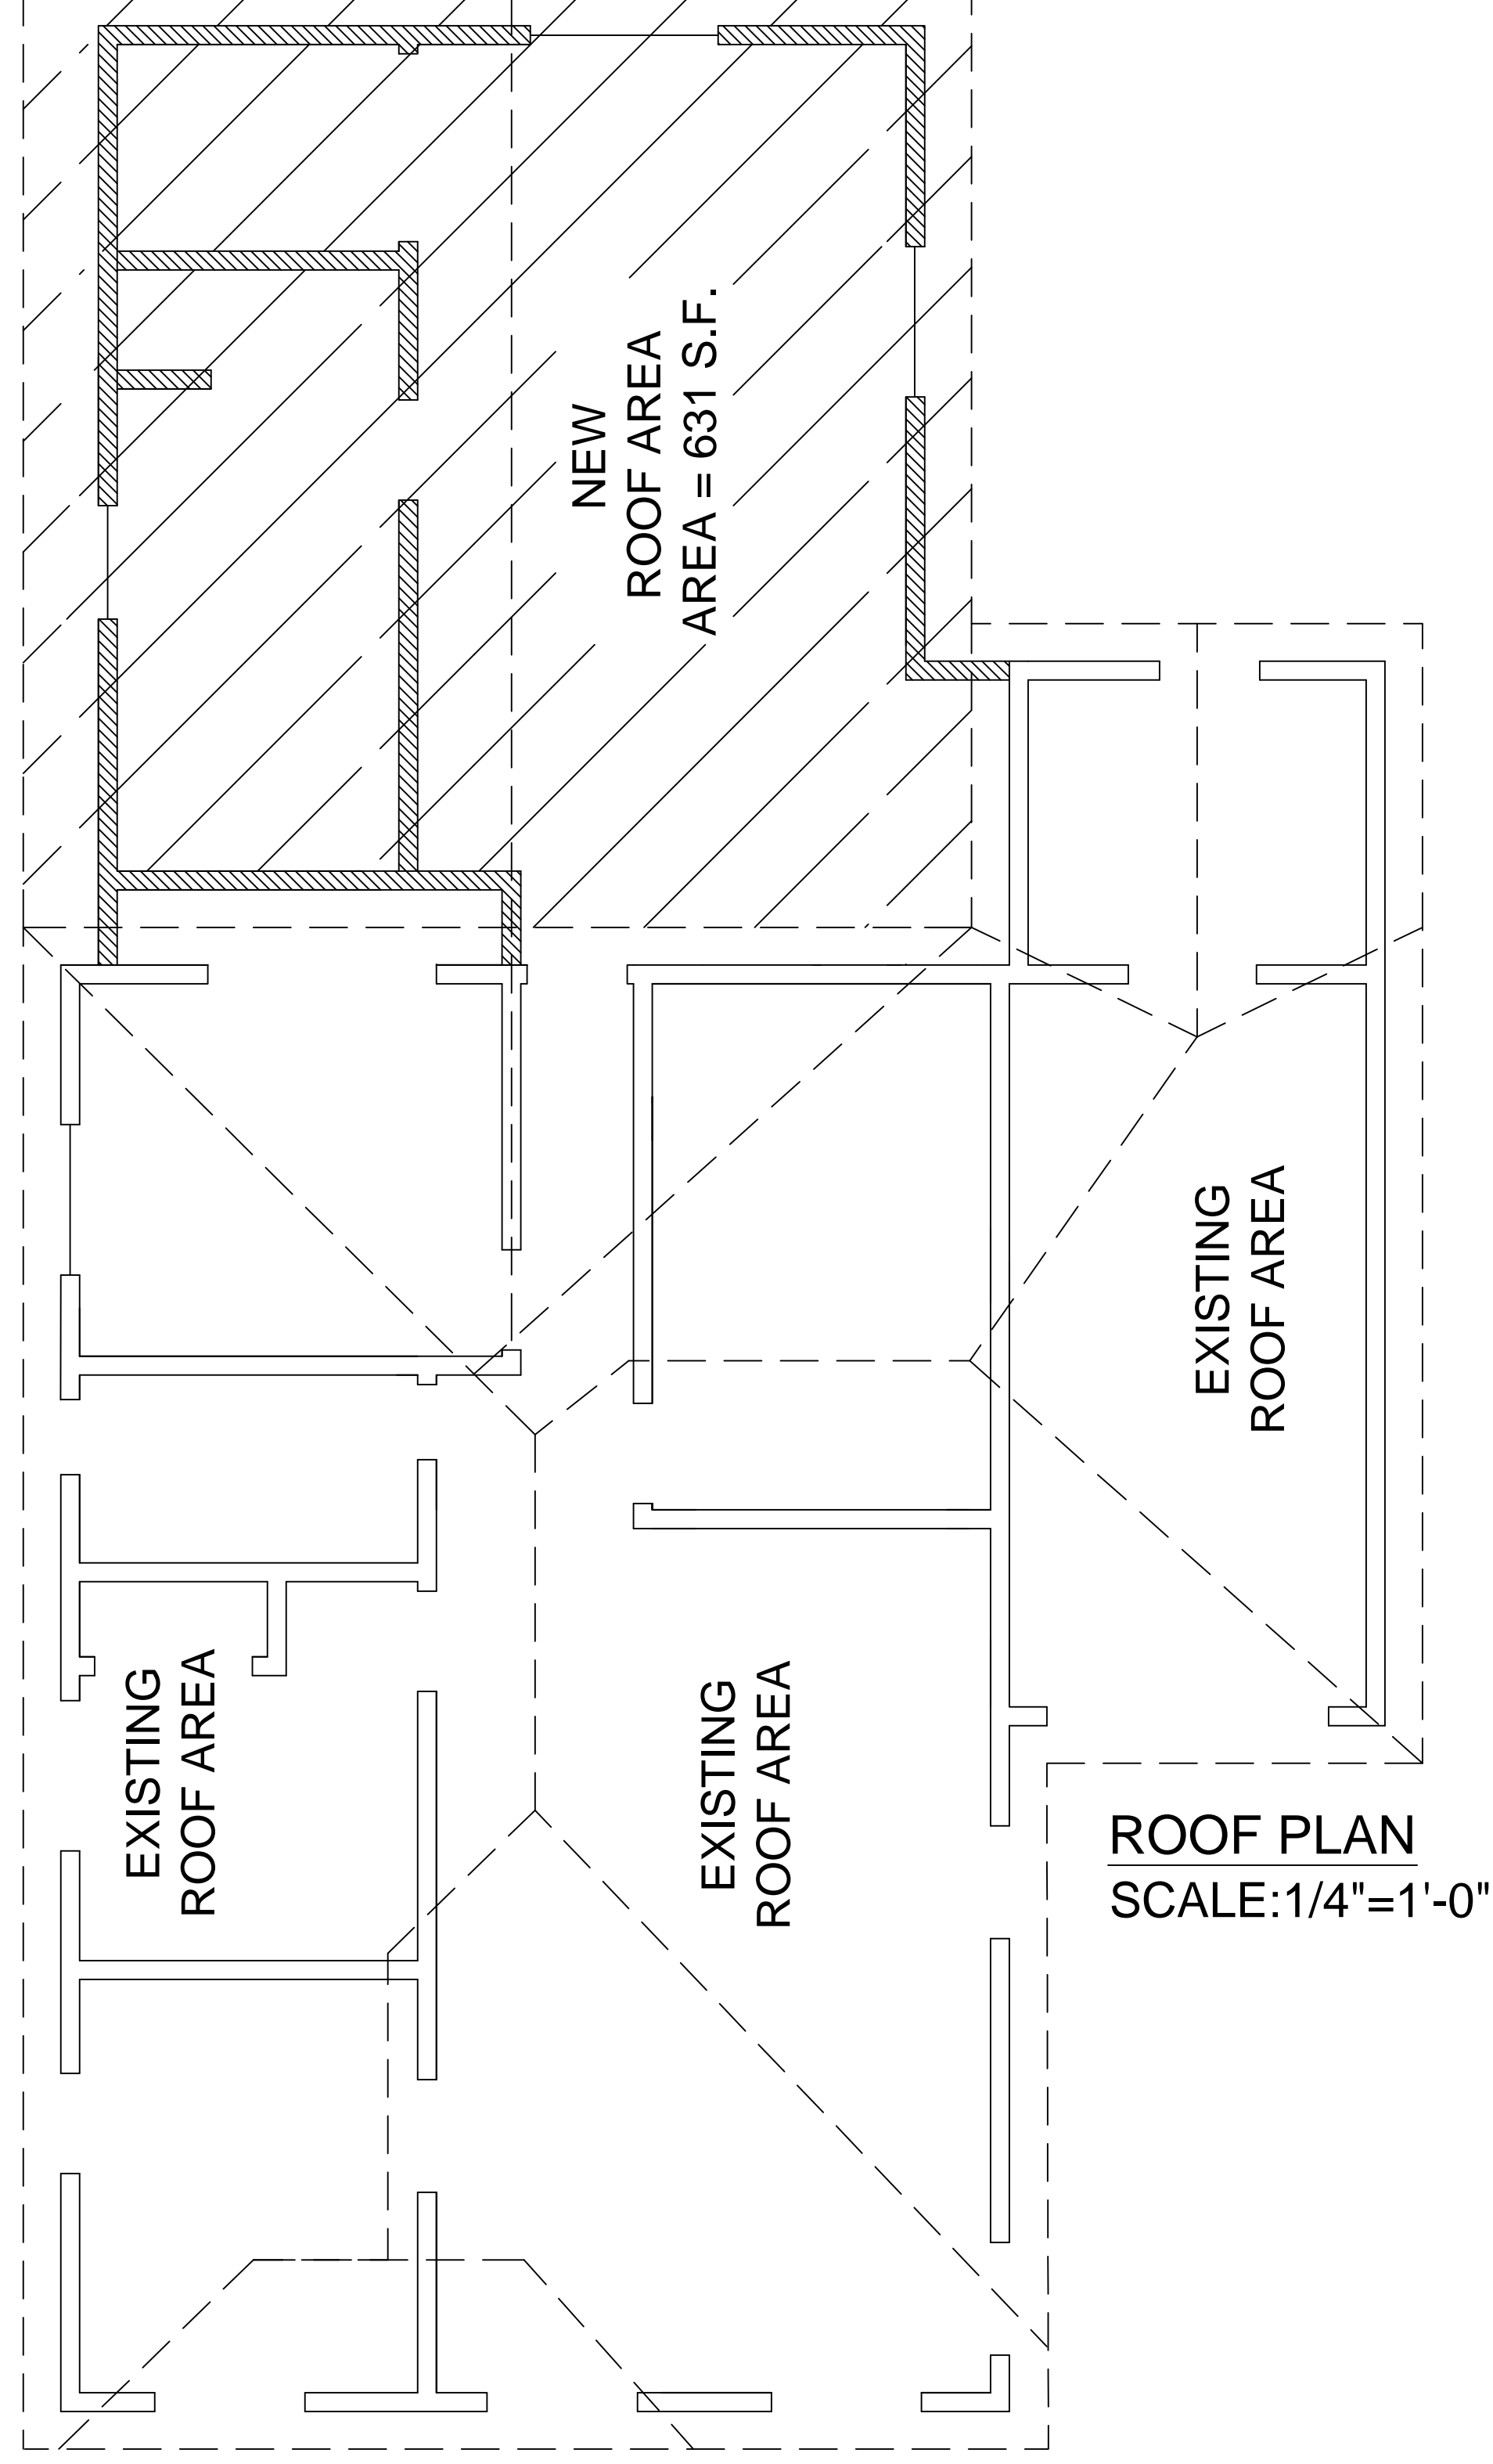 NEW
ROOF AREA
AREA = 631 S.F.
EXISTING
ROOF AREA
EXISTING
ROOF AREA
EXISTING
ROOF AREA
ROOF PLAN
SCALE:1/4"=1'-0"